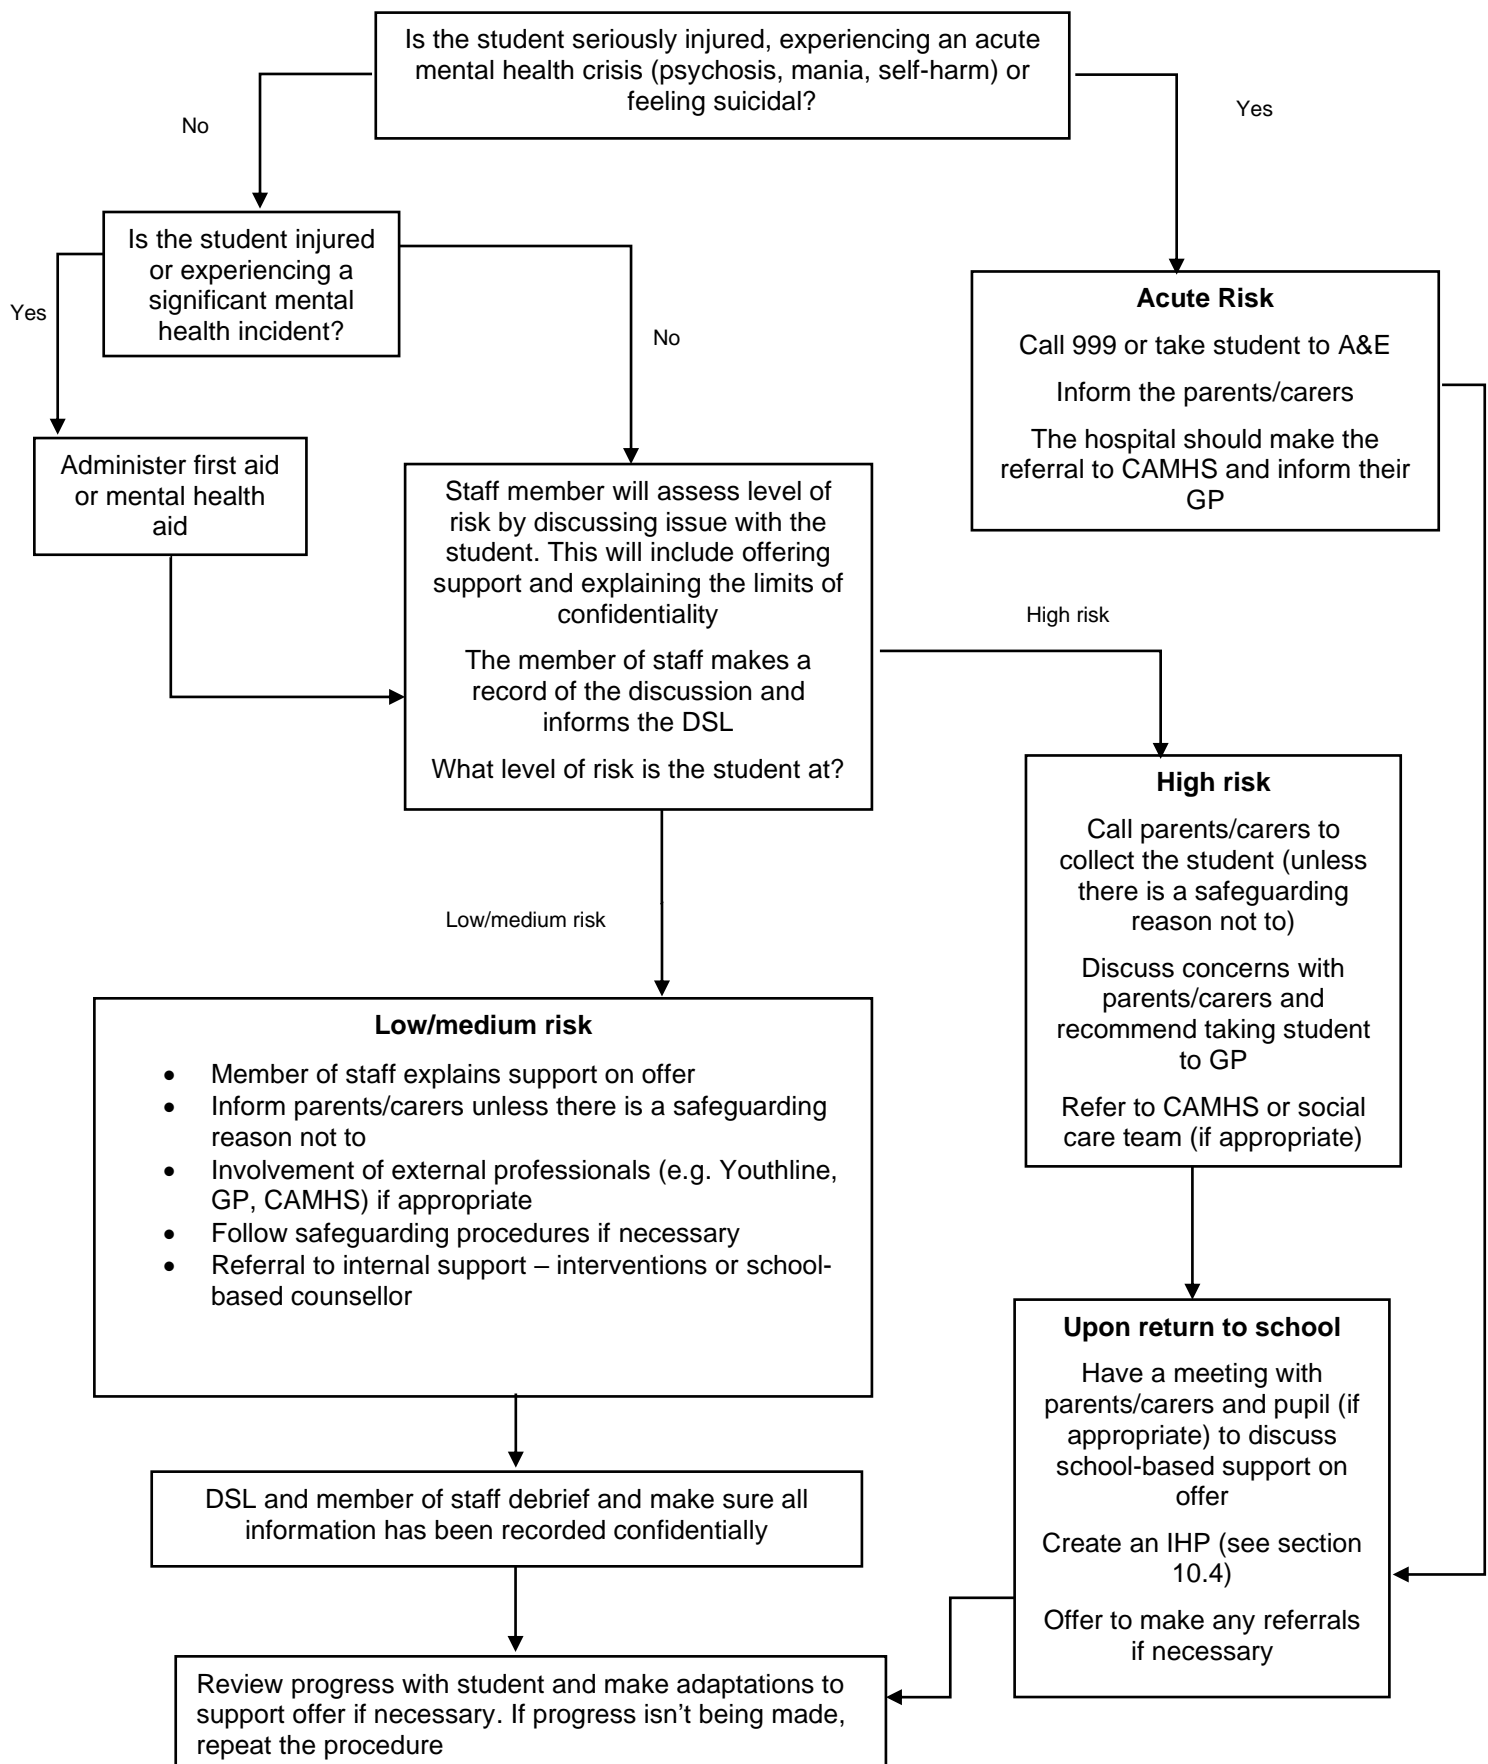 Is the student seriously injured, experiencing an acute
mental health crisis (psychosis, mania, self-harm) or
feeling suicidal?
No
Yes
Is the student injured
or experiencing a
significant mental
health incident?
Yes
No
Acute Risk
Call 999 or take student to A&E
Inform the parents/carers
The hospital should make the
referral to CAMHS and inform their
GP
Administer first aid
or mental health
aid
Staff member will assess level of
risk by discussing issue with the
student. This will include offering
support and explaining the limits of
confidentiality
The member of staff makes a
record of the discussion and
informs the DSL
What level of risk is the student at?
High risk
High risk
Call parents/carers to
collect the student (unless
there is a safeguarding
reason not to)
Discuss concerns with
parents/carers and
recommend taking student
to GP
Refer to CAMHS or social
care team (if appropriate)
Low/medium risk
Low/medium risk
• Member of staff explains support on offer
• Inform parents/carers unless there is a safeguarding
reason not to
• Involvement of external professionals (e.g. Youthline,
GP, CAMHS) if appropriate
• Follow safeguarding procedures if necessary
• Referral to internal support – interventions or school-
based counsellor
Upon return to school
Have a meeting with
parents/carers and pupil (if
appropriate) to discuss
school-based support on
offer
Create an IHP (see section
10.4)
Offer to make any referrals
if necessary
DSL and member of staff debrief and make sure all
information has been recorded confidentially
Review progress with student and make adaptations to
support offer if necessary. If progress isn't being made,
repeat the procedure